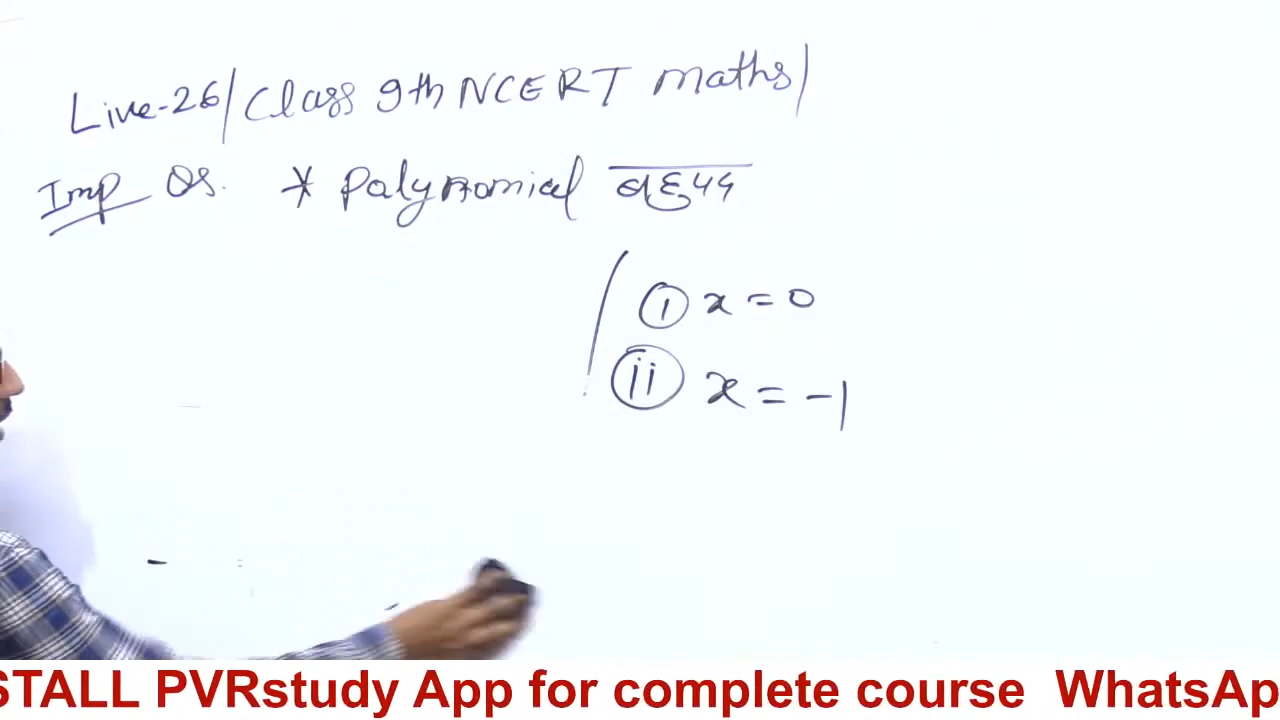 Live-26/Class 9th NCERT maths/
Imp Qs. * Polynomial बहुपद
(i) x = 0
(ii) x = -1
STALL PVRstudy App for complete course WhatsAp